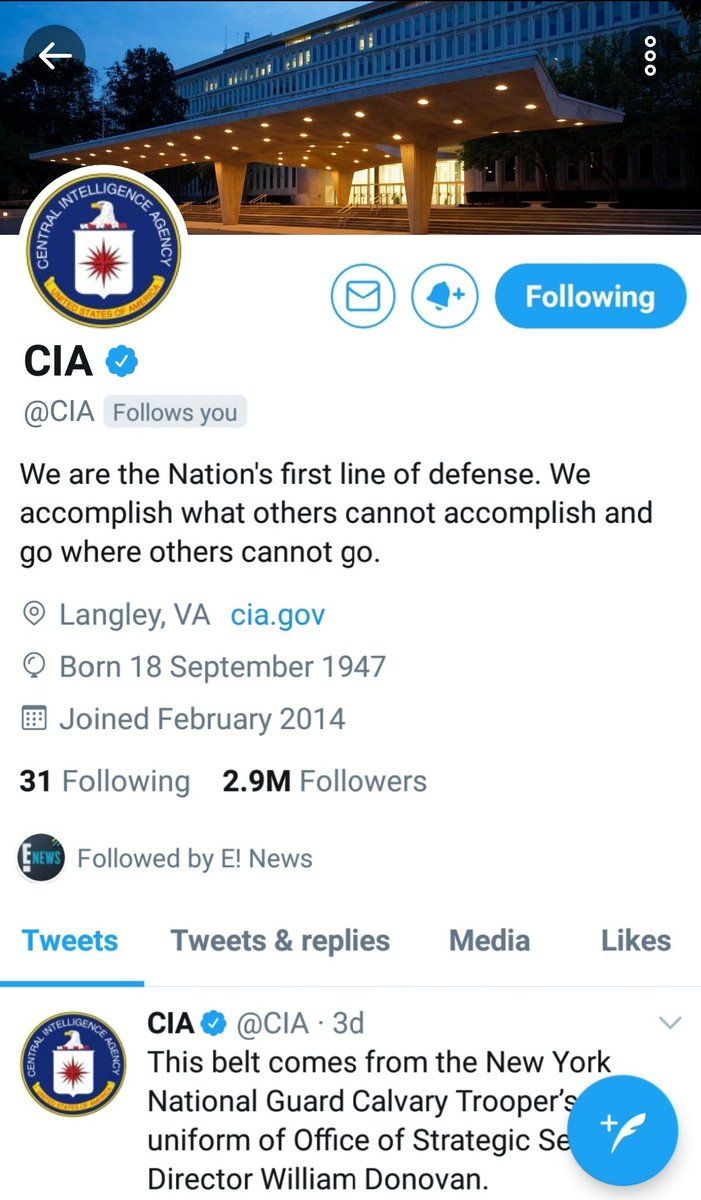 CENTRAL INTELLIGENCE AGENCY
UNITED STATES OF AMERICA
Following
CIA
@CIA Follows you
We are the Nation's first line of defense. We
accomplish what others cannot accomplish and
go where others cannot go.
Langley, VA cia.gov
Born 18 September 1947
Joined February 2014
31 Following 2.9M Followers
E! NEWS
Followed by E! News
Tweets Tweets & replies Media Likes
CENTRAL INTELLIGENCE AGENCY
UNITED STATES OF AMERICA
CIA @CIA · 3d
This belt comes from the New York
National Guard Calvary Trooper’s
uniform of Office of Strategic Se
Director William Donovan.